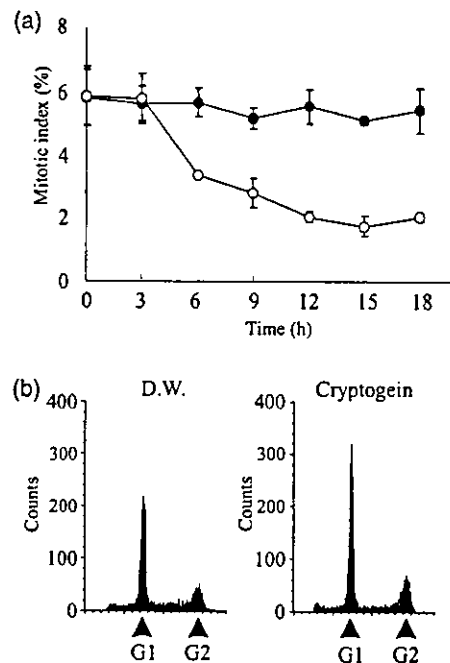 (a)
8
6
4
2
0
Mitotic index (%)
0 3 6 9 12 15 18
Time (h)
(b)
D.W.
400
300
200
100
0
Counts
G1 G2
Cryptogein
400
300
200
100
0
Counts
G1 G2